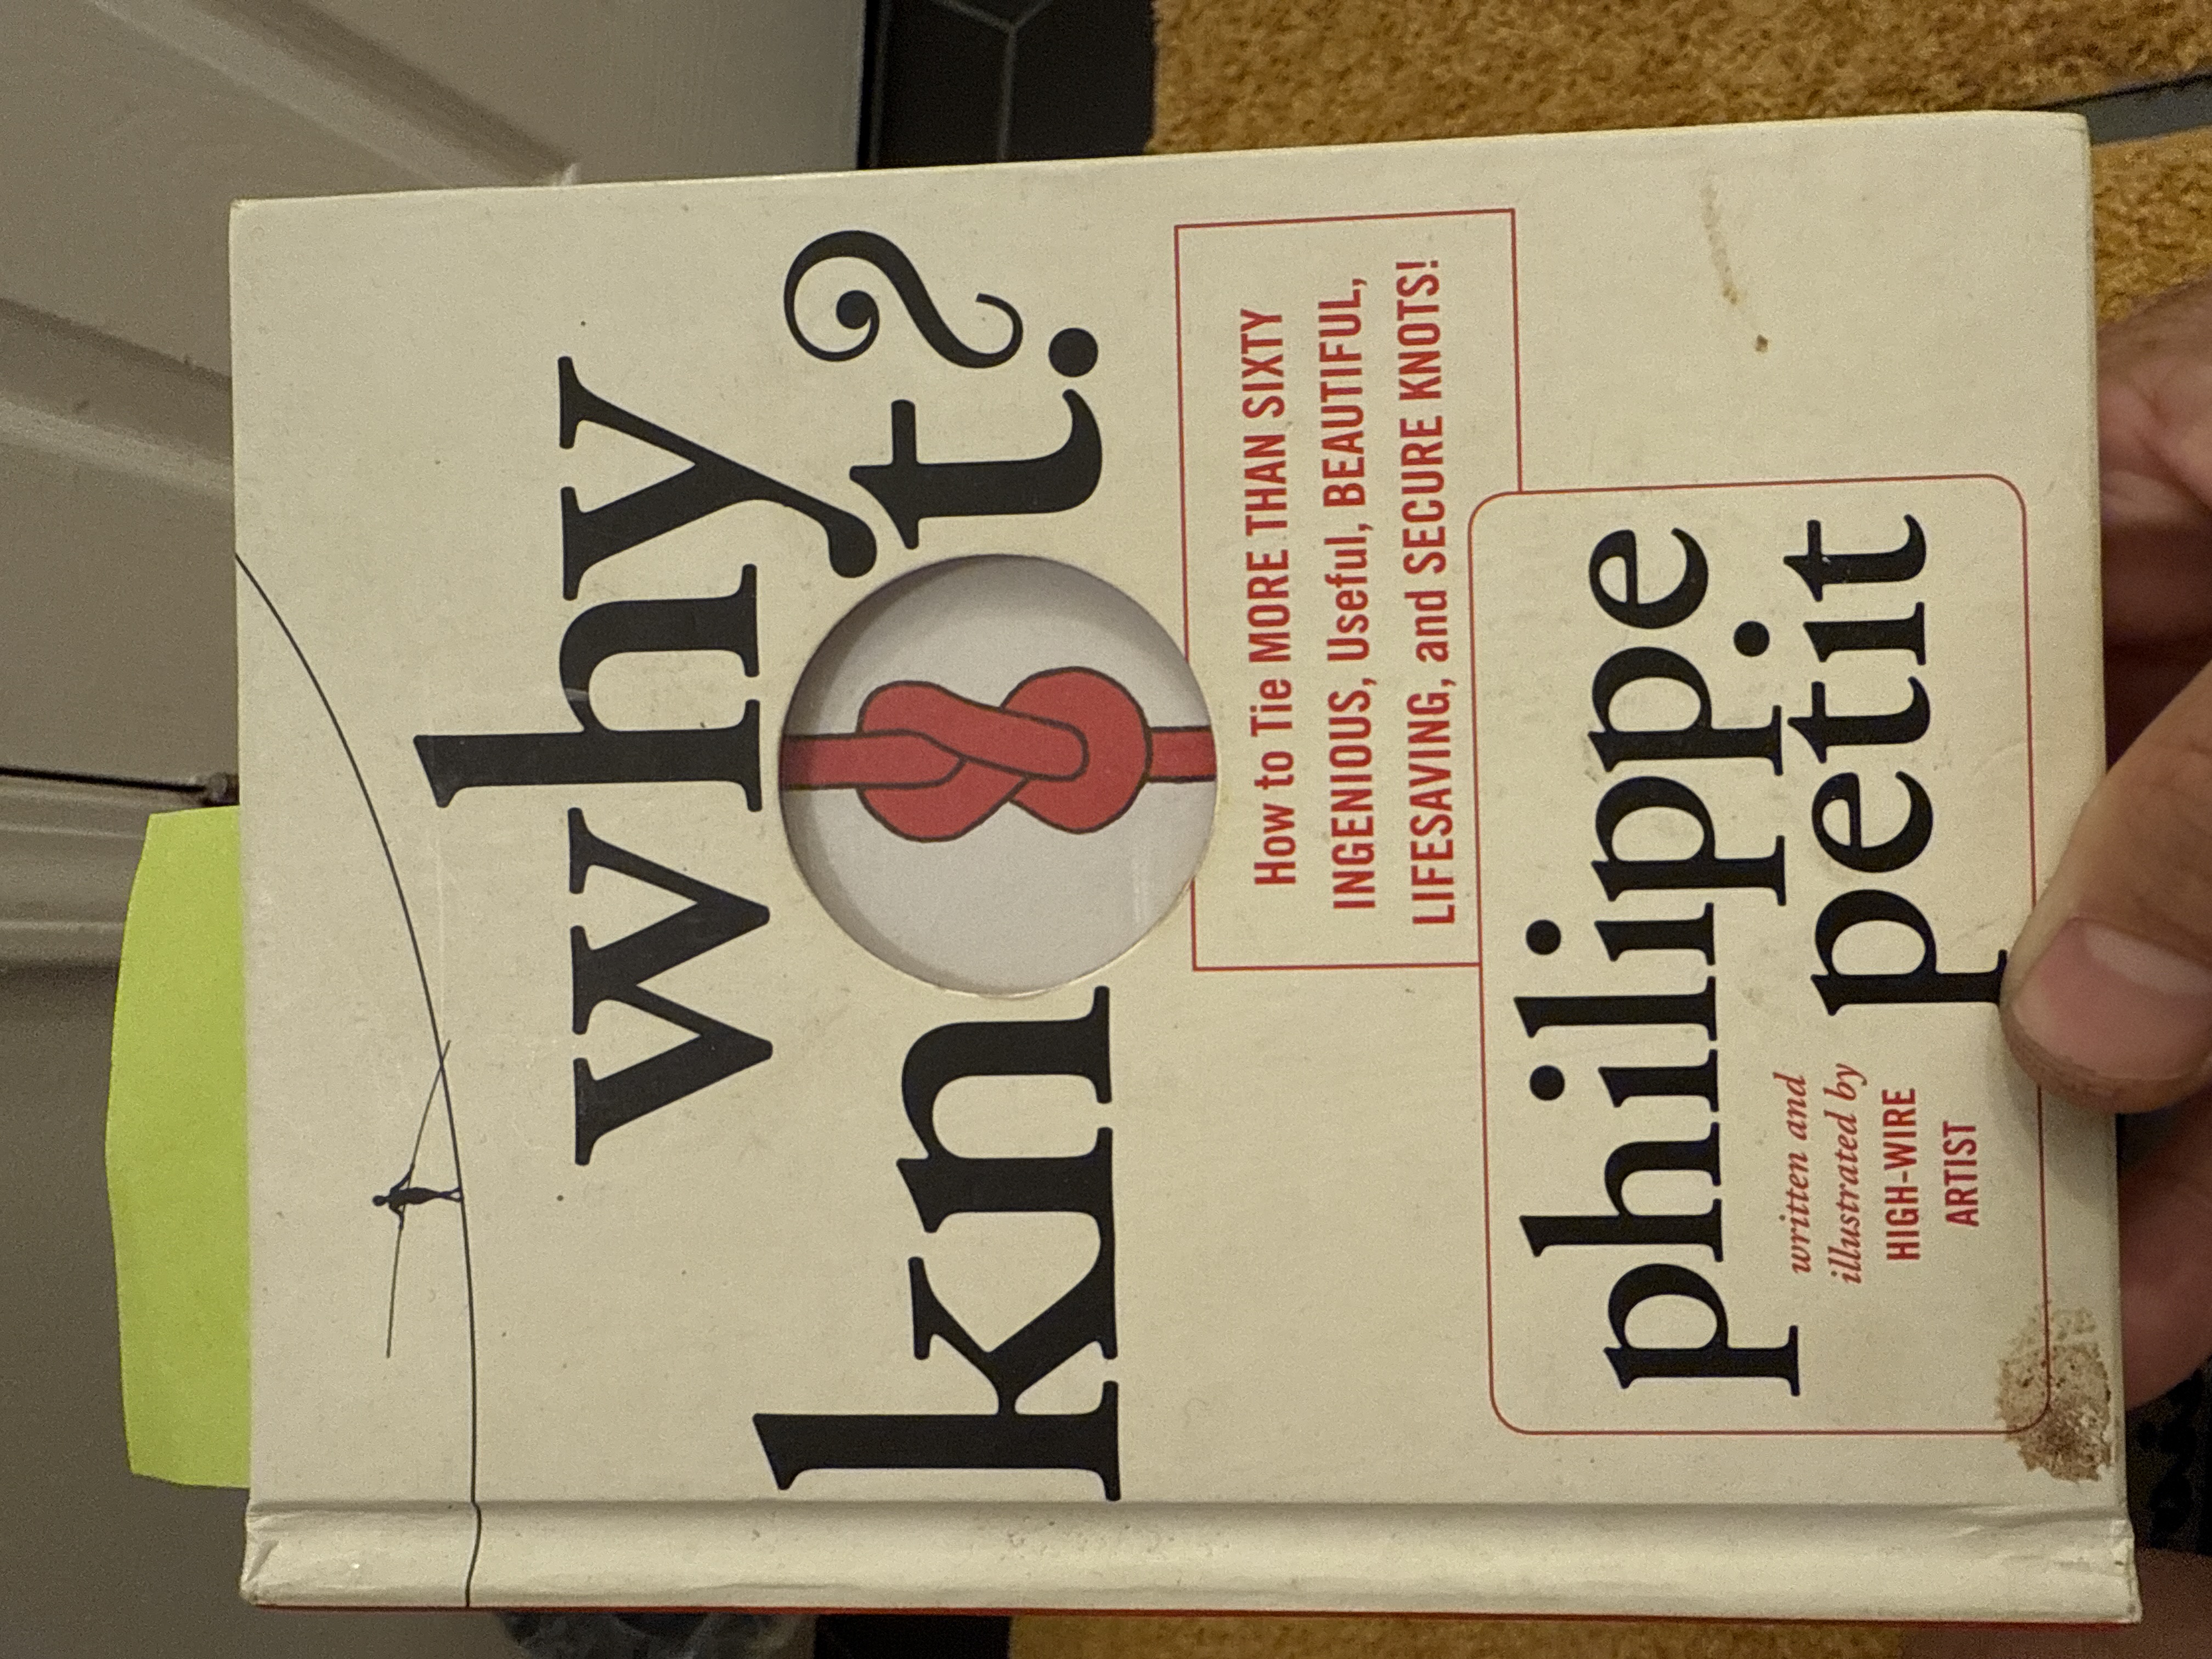 why
knt?
How to Tie MORE THAN SIXTY
INGENIOUS, Useful, BEAUTIFUL,
LIFESAVING, and SECURE KNOTS!
philippe
petit
written and
illustrated by
HIGH-WIRE
ARTIST